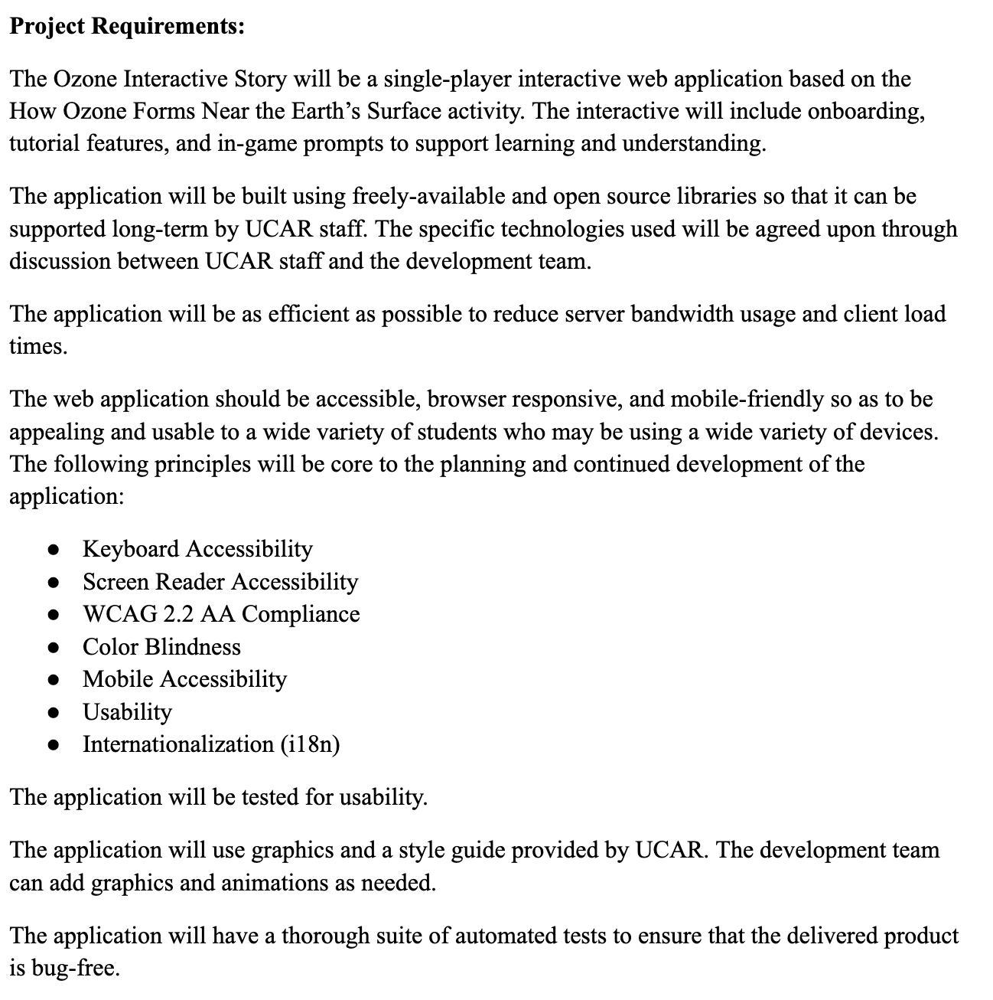 Project Requirements:
The Ozone Interactive Story will be a single-player interactive web application based on the
How Ozone Forms Near the Earth’s Surface activity. The interactive will include onboarding,
tutorial features, and in-game prompts to support learning and understanding.
The application will be built using freely-available and open source libraries so that it can be
supported long-term by UCAR staff. The specific technologies used will be agreed upon through
discussion between UCAR staff and the development team.
The application will be as efficient as possible to reduce server bandwidth usage and client load
times.
The web application should be accessible, browser responsive, and mobile-friendly so as to be
appealing and usable to a wide variety of students who may be using a wide variety of devices.
The following principles will be core to the planning and continued development of the
application:
● Keyboard Accessibility
● Screen Reader Accessibility
● WCAG 2.2 AA Compliance
● Color Blindness
● Mobile Accessibility
● Usability
● Internationalization (i18n)
The application will be tested for usability.
The application will use graphics and a style guide provided by UCAR. The development team
can add graphics and animations as needed.
The application will have a thorough suite of automated tests to ensure that the delivered product
is bug-free.